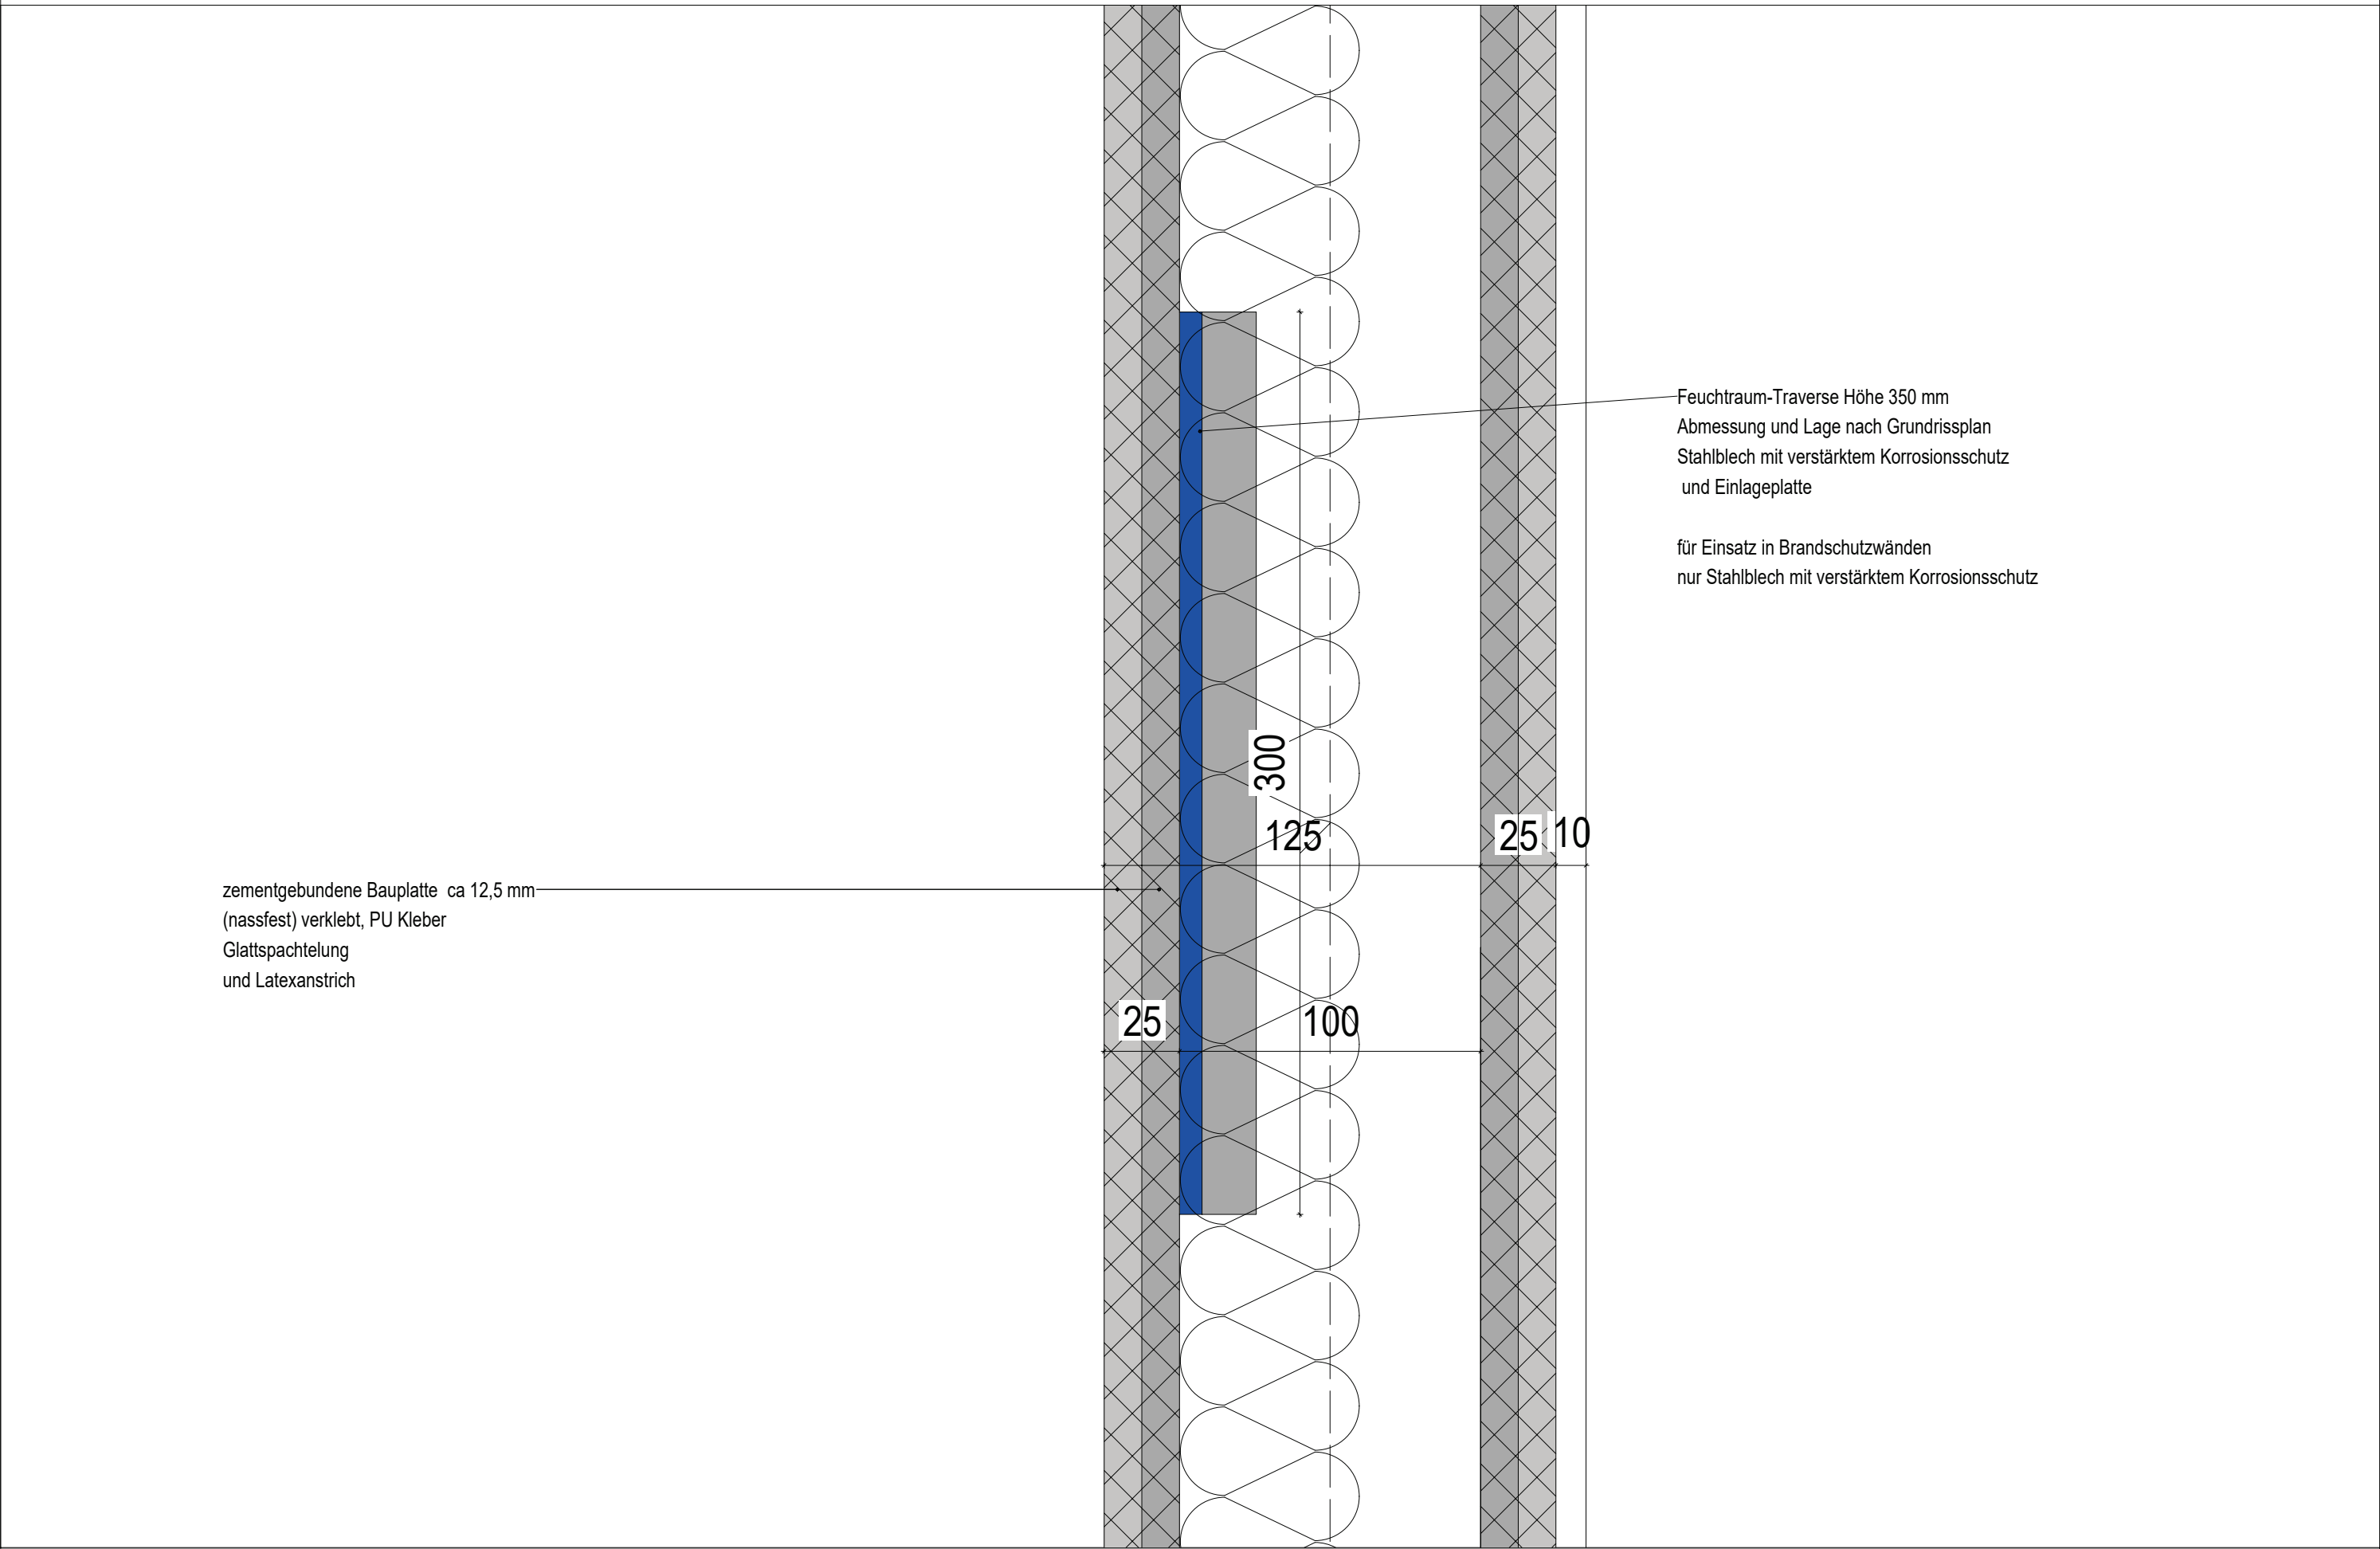 Feuchtraum-Traverse Höhe 350 mm
Abmessung und Lage nach Grundrissplan
Stahlblech mit verstärktem Korrosionsschutz
und Einlageplatte
für Einsatz in Brandschutzwänden
nur Stahlblech mit verstärktem Korrosionsschutz
300
125
25
10
zementgebundene Bauplatte ca 12,5 mm
(nassfest) verklebt, PU Kleber
Glattspachtelung
und Latexanstrich
25
100